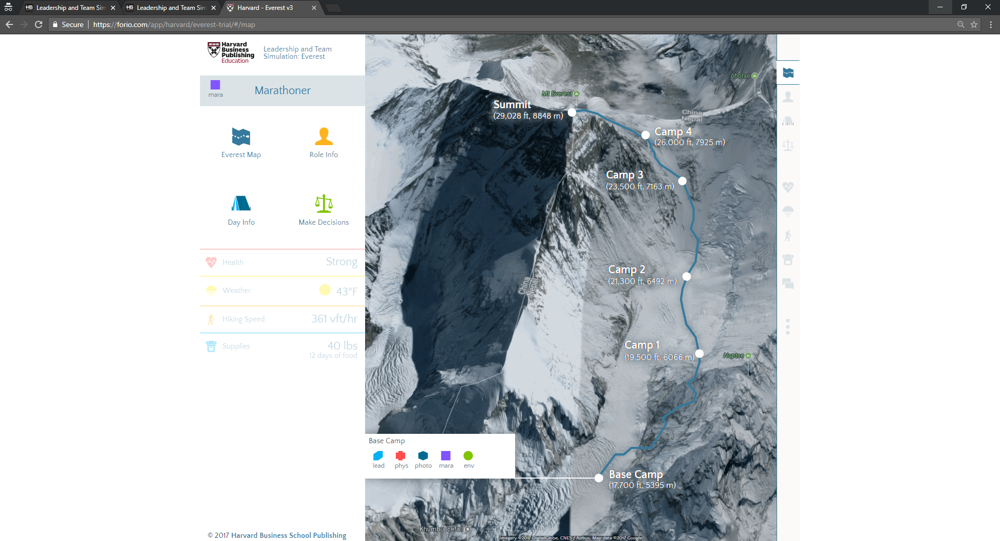 Leadership and Team Sim
Leadership and Team Sim
Harvard - Everest v3
Secure
https://forio.com/app/harvard/everest-trial/#/map
Harvard
Business
Publishing
Education
Leadership and Team
Simulation: Everest
mara
Marathoner
Everest Map
Role Info
Day Info
Make Decisions
Health
Strong
Weather
43°F
Hiking Speed
361 vft/hr
Supplies
40 lbs
12 days of food
© 2017 Harvard Business School Publishing
Lhotse
Mt Everest
Summit
(29,028 ft, 8848 m)
China
Nepal
Camp 4
(26,000 ft, 7925 m)
Camp 3
(23,500 ft, 7163 m)
Camp 2
(21,300 ft, 6492 m)
China
Nepal
Camp 1
(19,500 ft, 6066 m)
Nuptse
Base Camp
lead
phys
photo
mara
env
Base Camp
(17,700 ft, 5395 m)
Khumbu Icefall
Imagery ©2017 DigitalGlobe, CNES / Airbus, Map data ©2017 Google